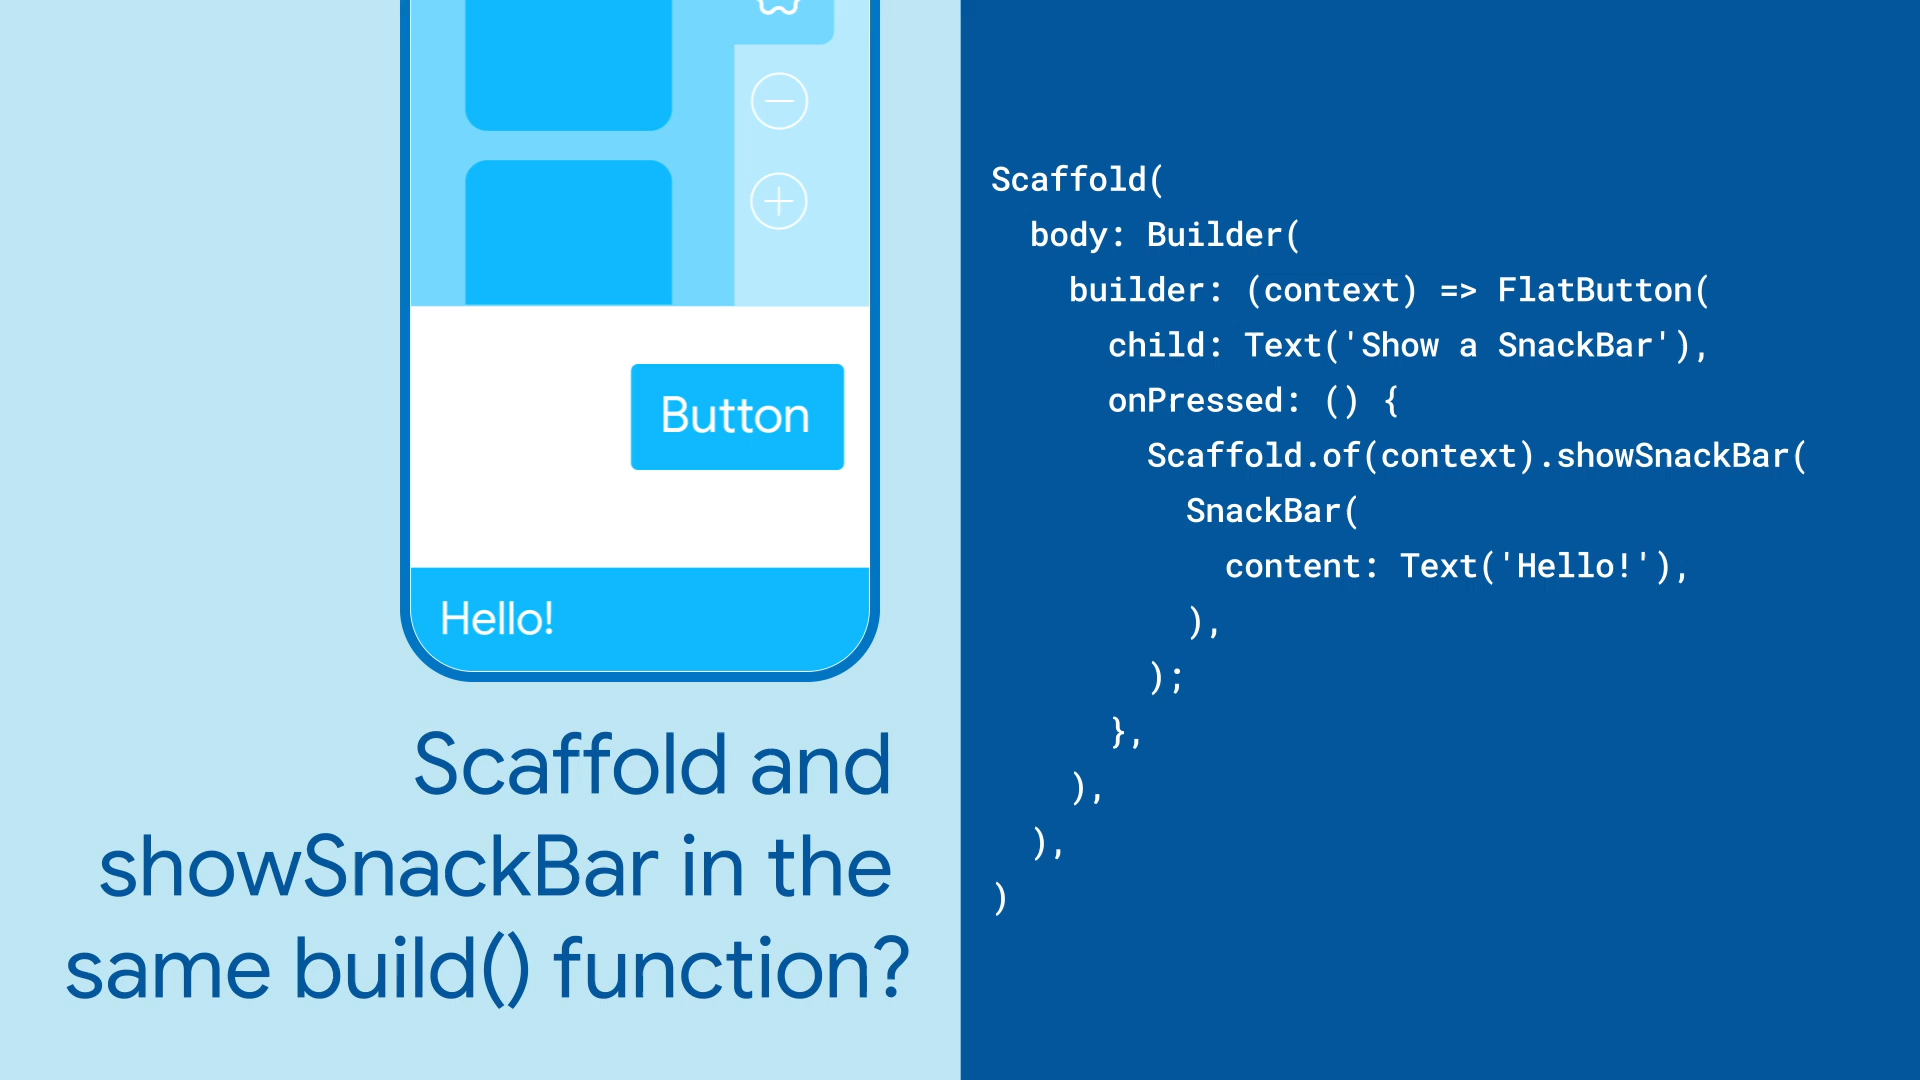 Button
Hello!
Scaffold and
showSnackBar in the
same build() function?
Scaffold(
  body: Builder(
    builder: (context) => FlatButton(
      child: Text('Show a SnackBar'),
      onPressed: () {
        Scaffold.of(context).showSnackBar(
          SnackBar(
            content: Text('Hello!'),
          ),
        );
      },
    ),
  ),
)